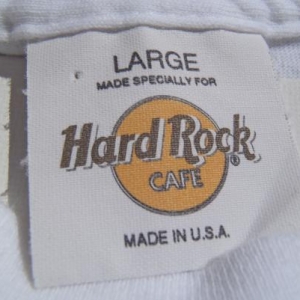 LARGE
MADE SPECIALLY FOR
Hard Rock ®
CAFE
MADE IN U.S.A.